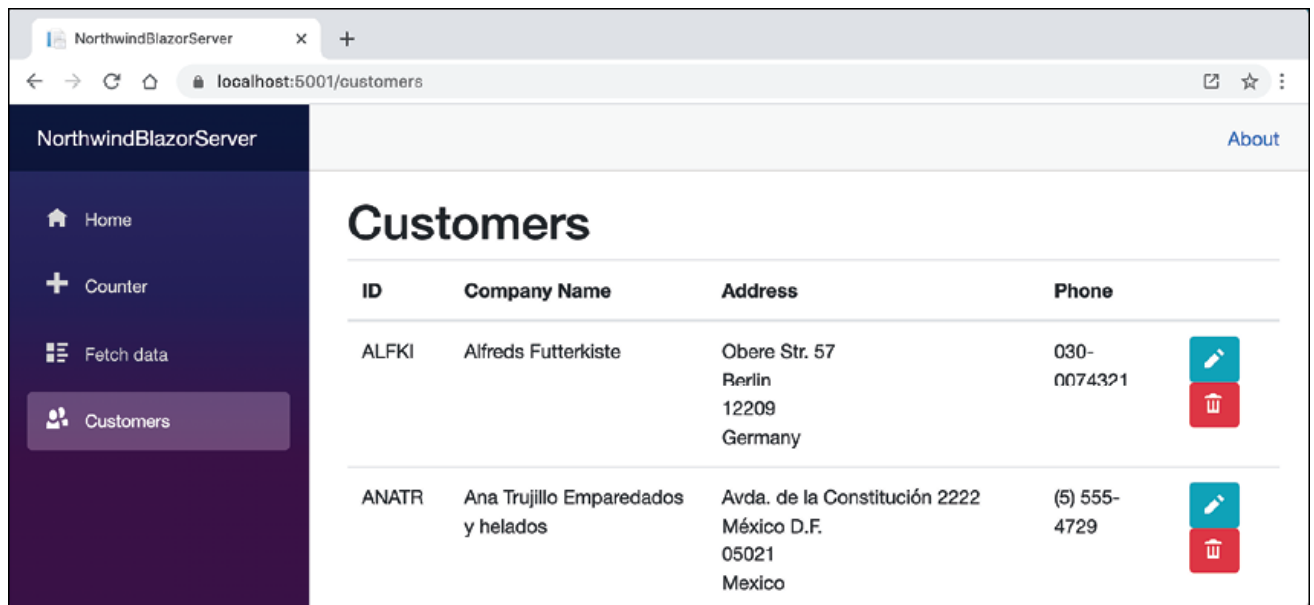 NorthwindBlazorServer
localhost:5001/customers
NorthwindBlazorServer
About
Home
Counter
Fetch data
Customers
Customers
ID Company Name Address Phone
ALFKI Alfreds Futterkiste Obere Str. 57 030-
Berlin 0074321
12209
Germany
ANATR Ana Trujillo Emparedados Avda. de la Constitución 2222 (5) 555-
y helados México D.F. 4729
05021
Mexico